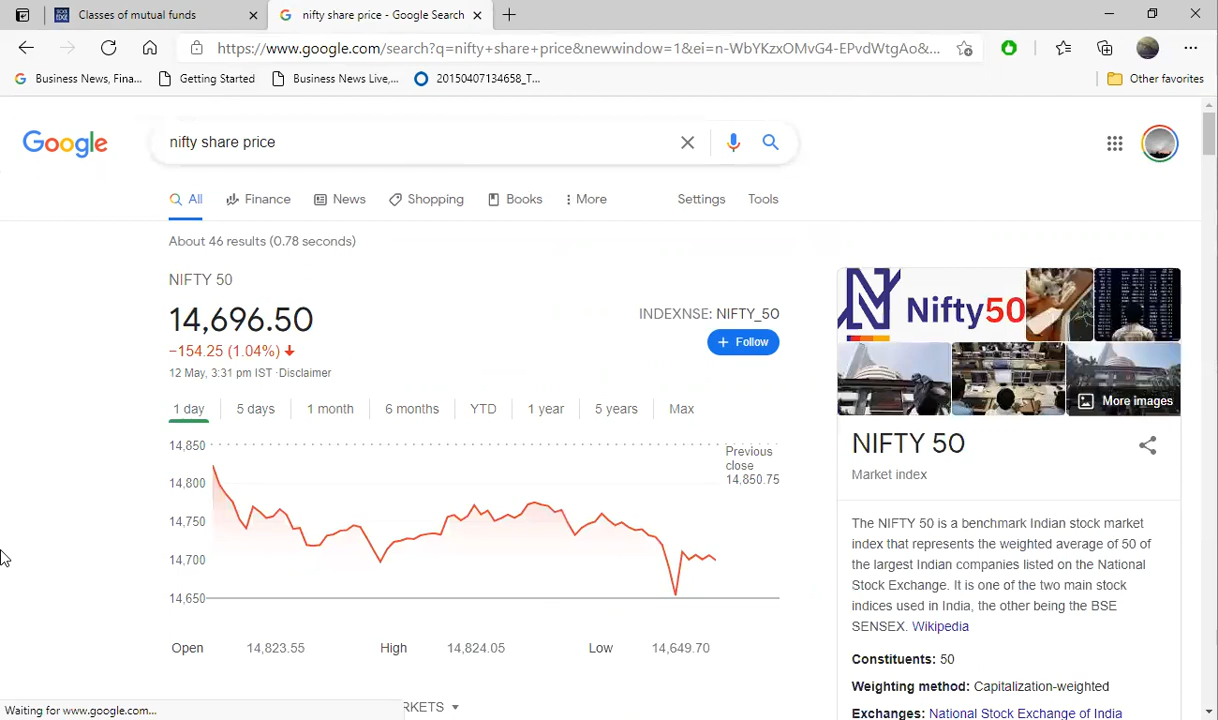 Classes of mutual funds
nifty share price - Google Search
https://www.google.com/search?q=nifty+share+price&newwindow=1&ei=n-WbYKzxOMvG4-EPvdWtgAo&...
Business News, Fina...
Getting Started
Business News Live,...
20150407134658_T...
Other favorites
Google
nifty share price
All
Finance
News
Shopping
Books
More
Settings
Tools
About 46 results (0.78 seconds)
NIFTY 50
14,696.50
INDEXNSE: NIFTY_50
−154.25 (1.04%)
+ Follow
12 May, 3:31 pm IST ·Disclaimer
1 day
5 days
1 month
6 months
YTD
1 year
5 years
Max
14,850
14,800
14,750
14,700
14,650
Previous
close
14,850.75
Open 14,823.55 High 14,824.05 Low 14,649.70
RKETS
Nifty50
More images
NIFTY 50
Market index
The NIFTY 50 is a benchmark Indian stock market
index that represents the weighted average of 50 of
the largest Indian companies listed on the National
Stock Exchange. It is one of the two main stock
indices used in India, the other being the BSE
SENSEX. Wikipedia
Constituents: 50
Weighting method: Capitalization-weighted
Exchanges: National Stock Exchange of India
Waiting for www.google.com...